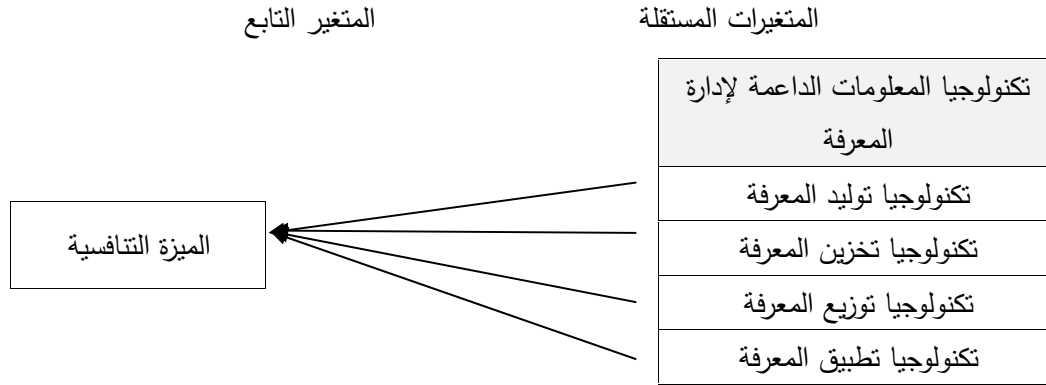 المتغيرات المستقلة
المتغير التابع
تكنولوجيا المعلومات الداعمة لإدارة
المعرفة
تكنولوجيا توليد المعرفة
تكنولوجيا تخزين المعرفة
تكنولوجيا توزيع المعرفة
تكنولوجيا تطبيق المعرفة
الميزة التنافسية